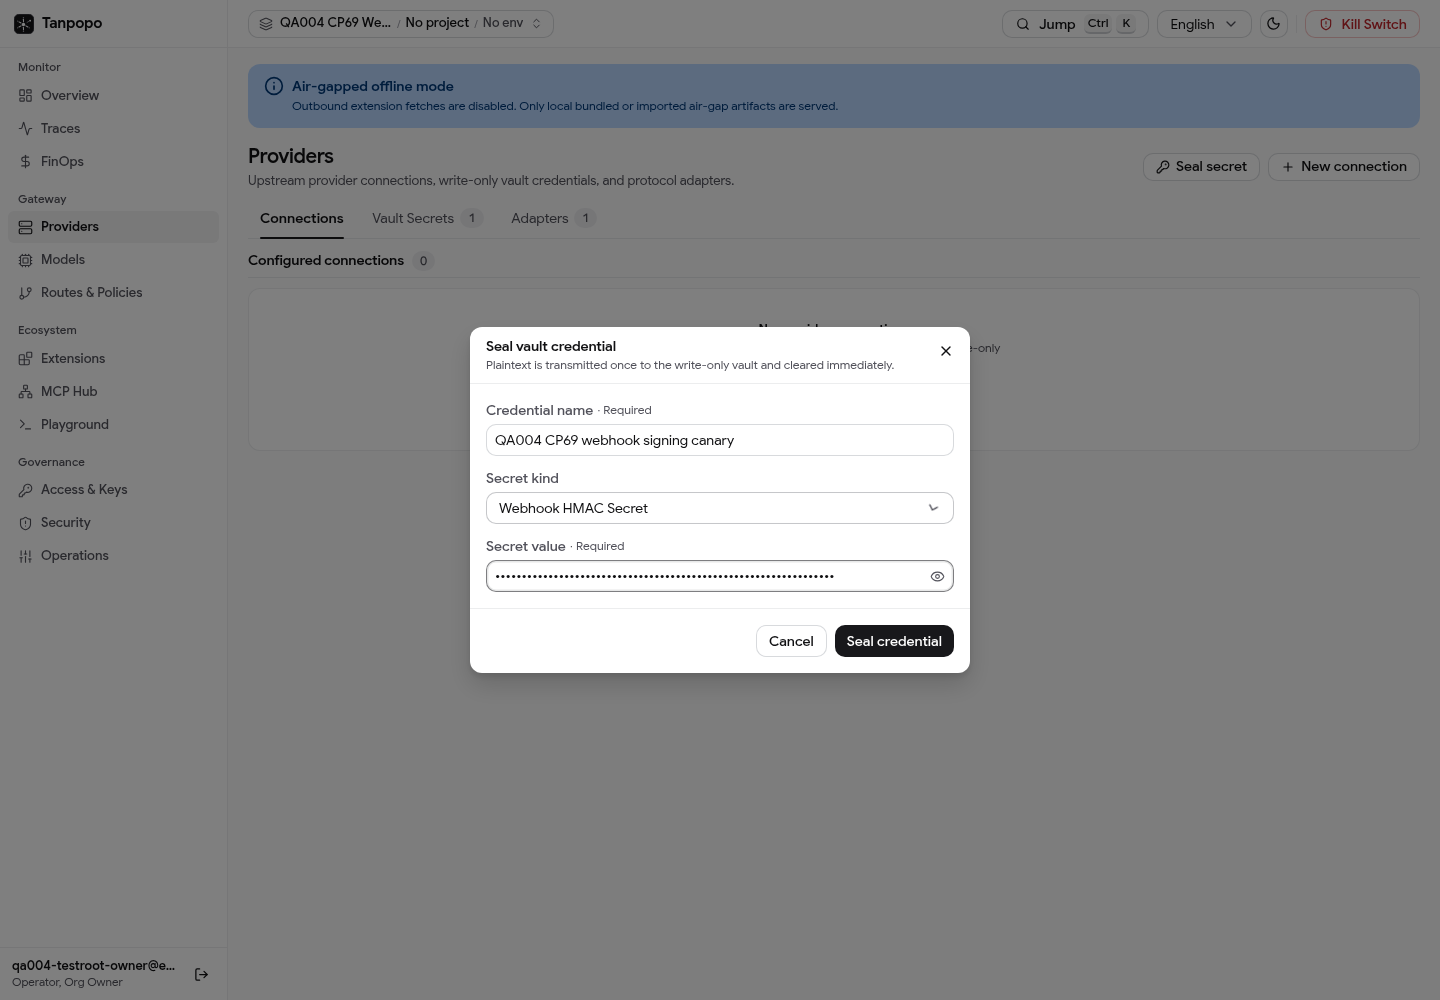 Tanpopo
QA004 CP69 We... / No project / No env
Jump Ctrl K
English
Kill Switch
Monitor
Overview
Traces
FinOps
Gateway
Providers
Models
Routes & Policies
Ecosystem
Extensions
MCP Hub
Playground
Governance
Access & Keys
Security
Operations
qa004-testroot-owner@e...
Operator, Org Owner
Air-gapped offline mode
Outbound extension fetches are disabled. Only local bundled or imported air-gap artifacts are served.
Providers
Upstream provider connections, write-only vault credentials, and protocol adapters.
Seal secret
New connection
Connections
Vault Secrets 1
Adapters 1
Configured connections 0
e-only
Seal vault credential
Plaintext is transmitted once to the write-only vault and cleared immediately.
Credential name · Required
QA004 CP69 webhook signing canary
Secret kind
Webhook HMAC Secret
Secret value · Required
••••••••••••••••••••••••••••••••••••••••••••••••••••••••••••••••
Cancel
Seal credential